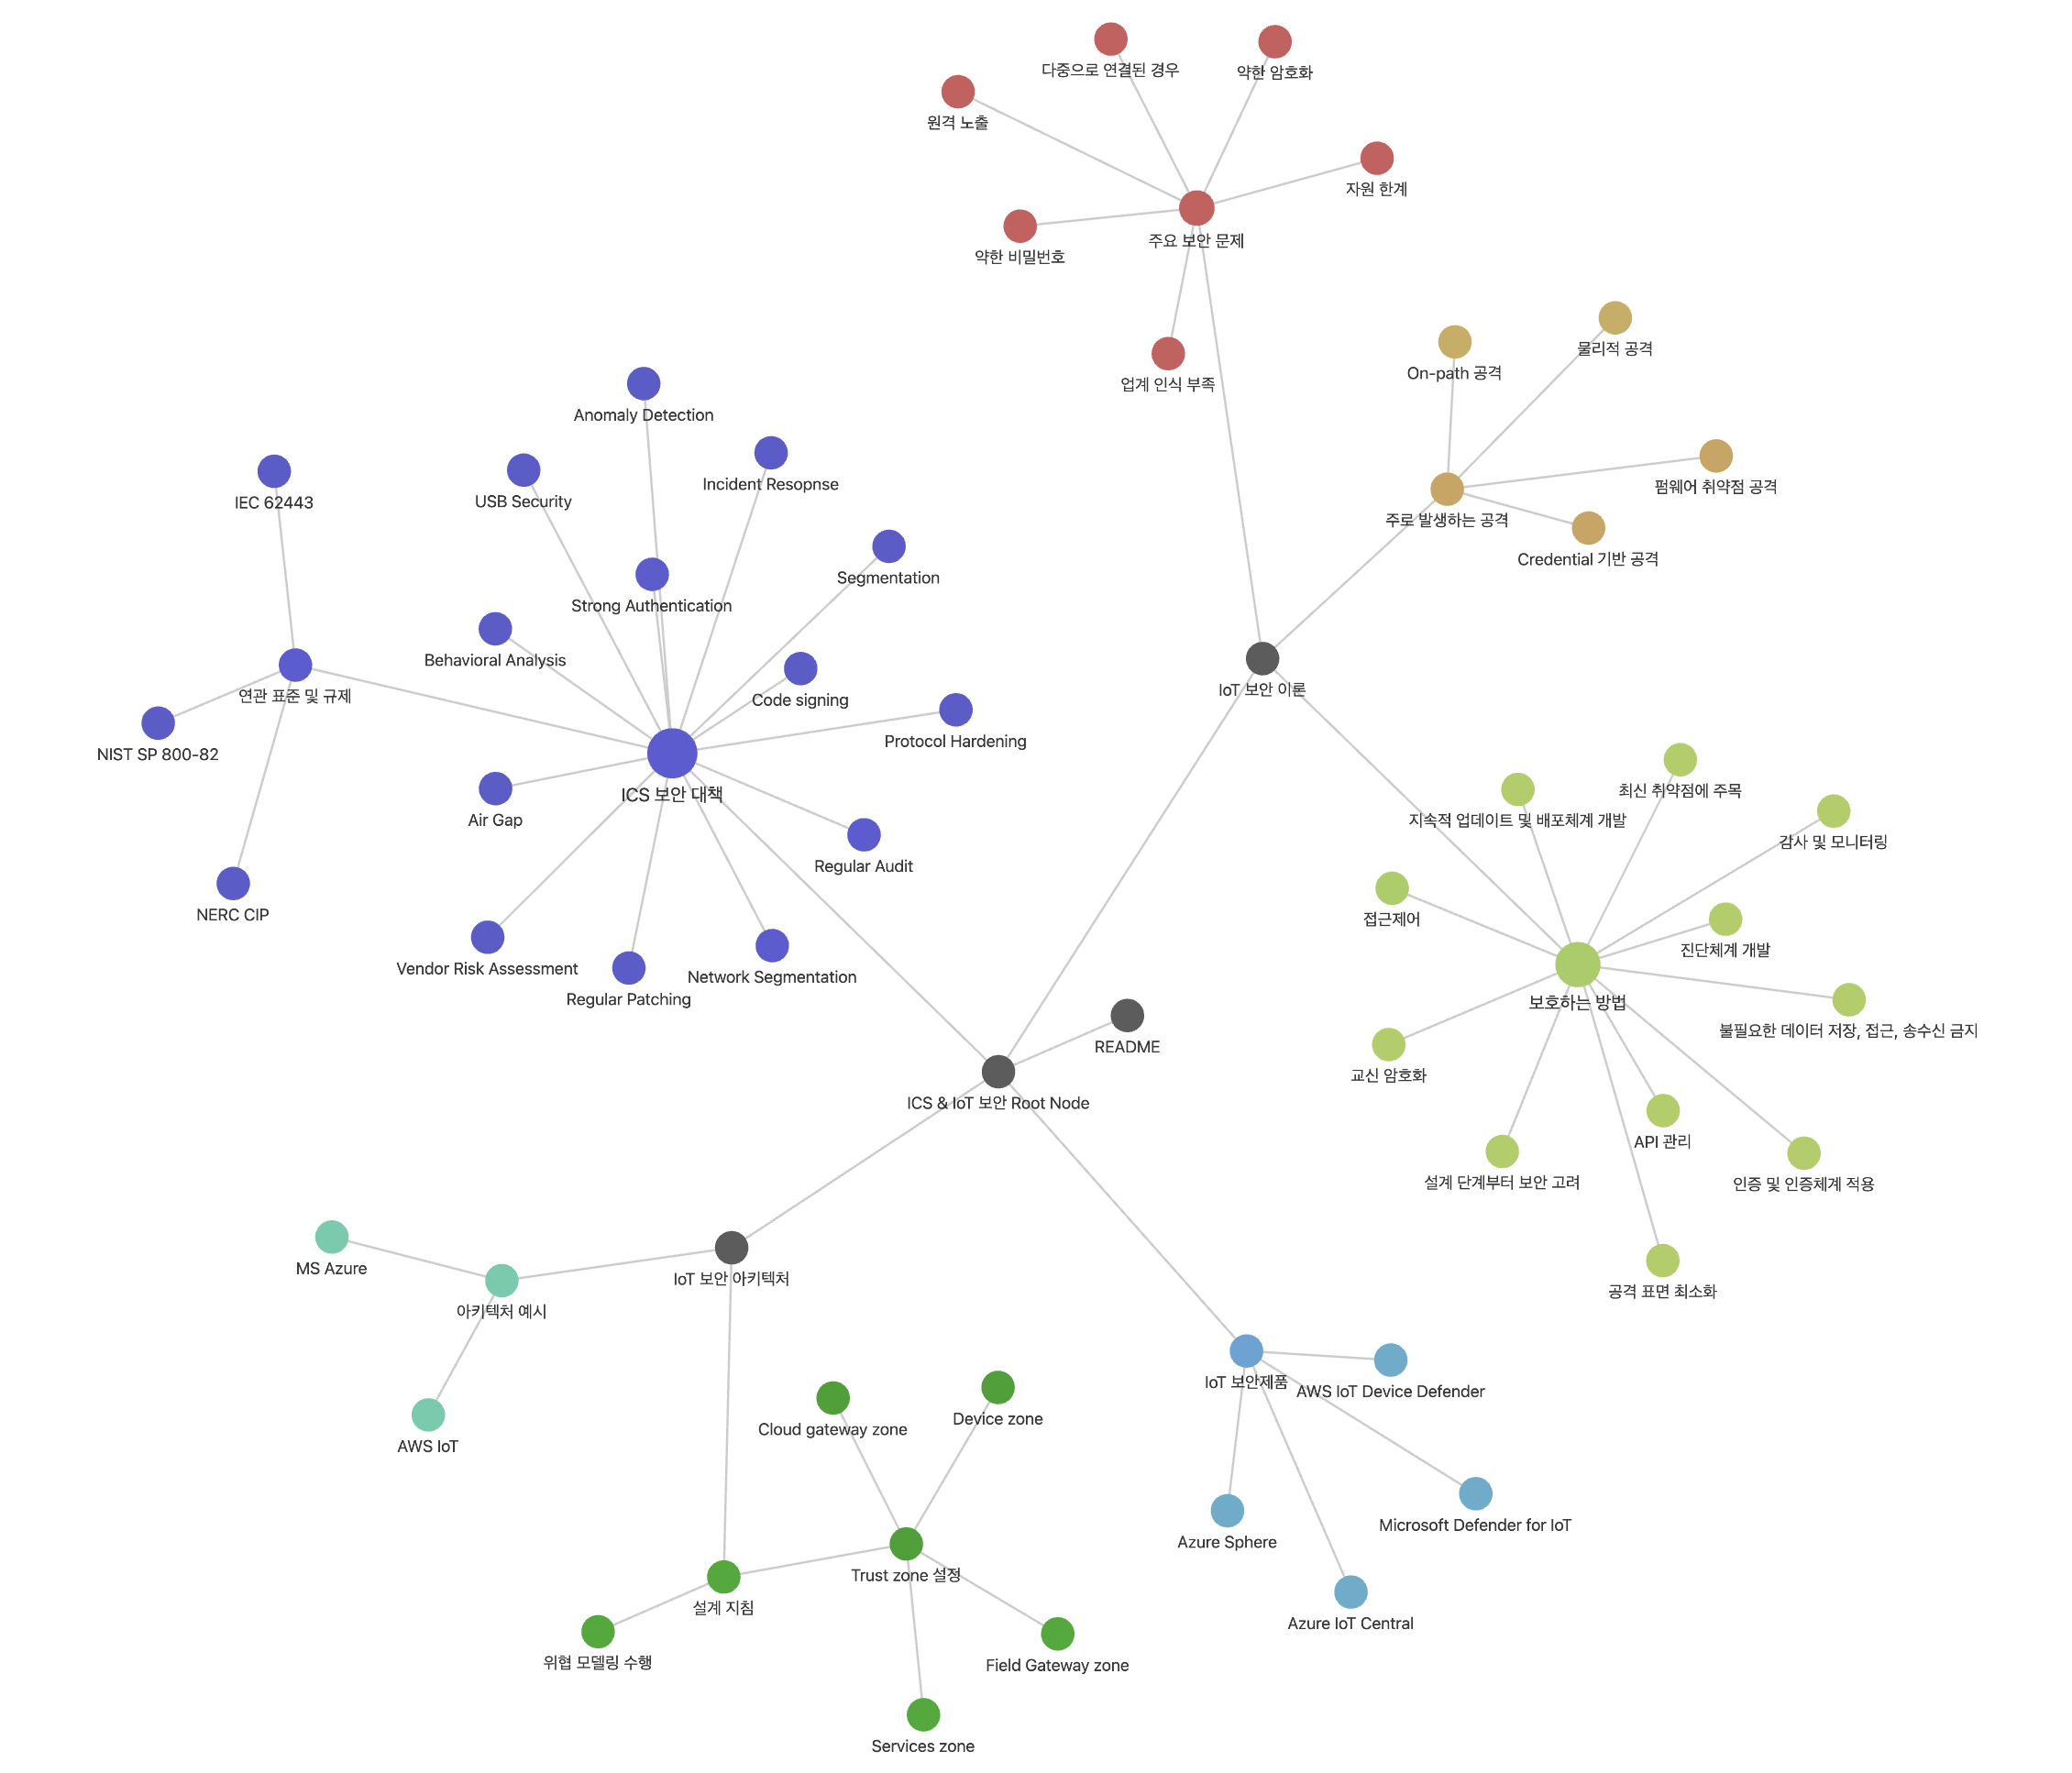 다중으로 연결된 경우
약한 암호화
원격 노출
자원 한계
주요 보안 문제
약한 비밀번호
업계 인식 부족
물리적 공격
On-path 공격
펌웨어 취약점 공격
주로 발생하는 공격
Credential 기반 공격
Anomaly Detection
Incident Resopnse
USB Security
IEC 62443
Segmentation
Strong Authentication
Behavioral Analysis
연관 표준 및 규제
Code signing
Protocol Hardening
NIST SP 800-82
ICS 보안 대책
Air Gap
Regular Audit
NERC CIP
Vendor Risk Assessment
Network Segmentation
Regular Patching
IoT 보안 이론
최신 취약점에 주목
지속적 업데이트 및 배포체계 개발
감사 및 모니터링
접근제어
진단체계 개발
보호하는 방법
불필요한 데이터 저장, 접근, 송수신 금지
교신 암호화
API 관리
설계 단계부터 보안 고려
인증 및 인증체계 적용
공격 표면 최소화
README
ICS & IoT 보안 Root Node
MS Azure
IoT 보안 아키텍처
아키텍처 예시
AWS IoT
Cloud gateway zone
Device zone
Trust zone 설정
설계 지침
위협 모델링 수행
Field Gateway zone
Services zone
IoT 보안제품
AWS IoT Device Defender
Microsoft Defender for IoT
Azure Sphere
Azure IoT Central